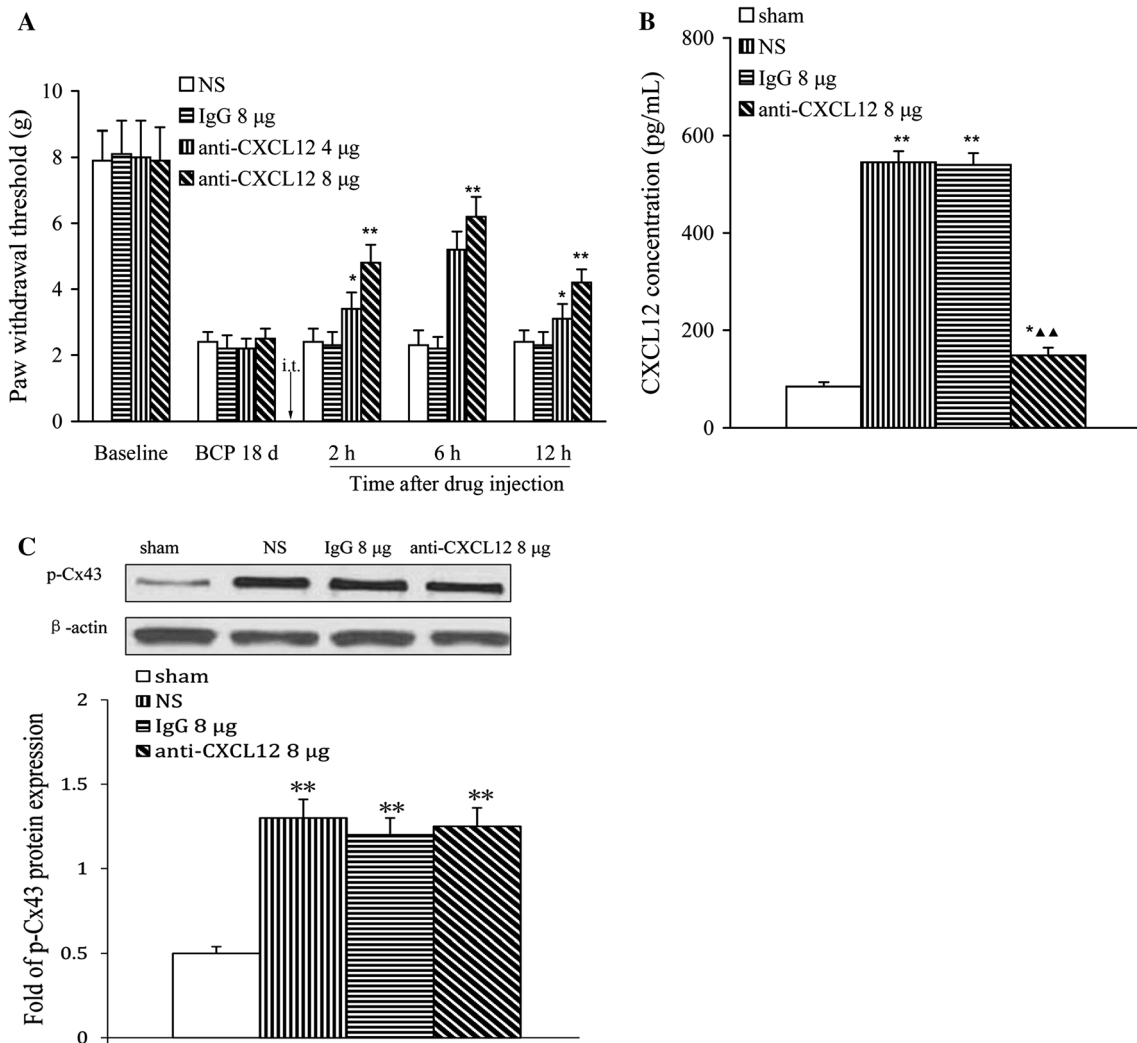 A
NS
IgG 8 μg
anti-CXCL12 4 μg
anti-CXCL12 8 μg
Paw withdrawal threshold (g)
10
8
6
4
2
0
* ** ** * **
i.t.
Baseline BCP 18 d 2 h 6 h 12 h
Time after drug injection
B
sham
NS
IgG 8 μg
anti-CXCL12 8 μg
CXCL12 concentration (pg/mL)
800
600
400
200
0
** ** *▲▲
C
sham NS IgG 8 μg anti-CXCL12 8 μg
p-Cx43
β-actin
sham
NS
IgG 8 μg
anti-CXCL12 8 μg
Fold of p-Cx43 protein expression
2
1.5
1
0.5
0
** ** **